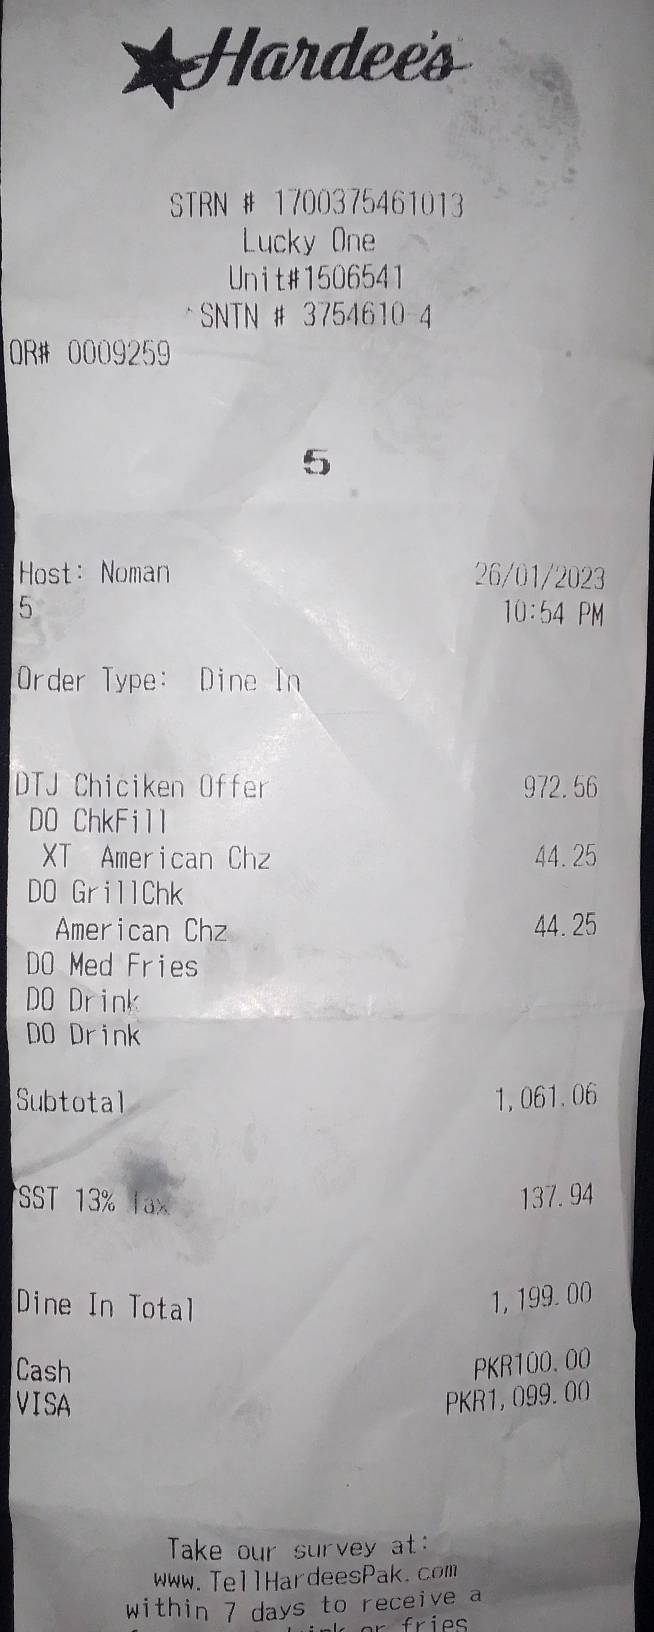 Hardee's
STRN # 1700375461013
Lucky One
Unit#1506541
SNTN # 3754610-4
OR# 0009259
5
Host: Noman 26/01/2023
5 10:54 PM
Order Type: Dine In
DTJ Chiciken Offer 972.56
DO ChkFill
XT American Chz 44.25
DO GrillChk
American Chz 44.25
DO Med Fries
DO Drink
DO Drink
Subtotal 1,061.06
SST 13% Tax 137.94
Dine In Total 1,199.00
Cash PKR100.00
VISA PKR1,099.00
Take our survey at:
www.TellHardeesPak.com
within 7 days to receive a
or fries